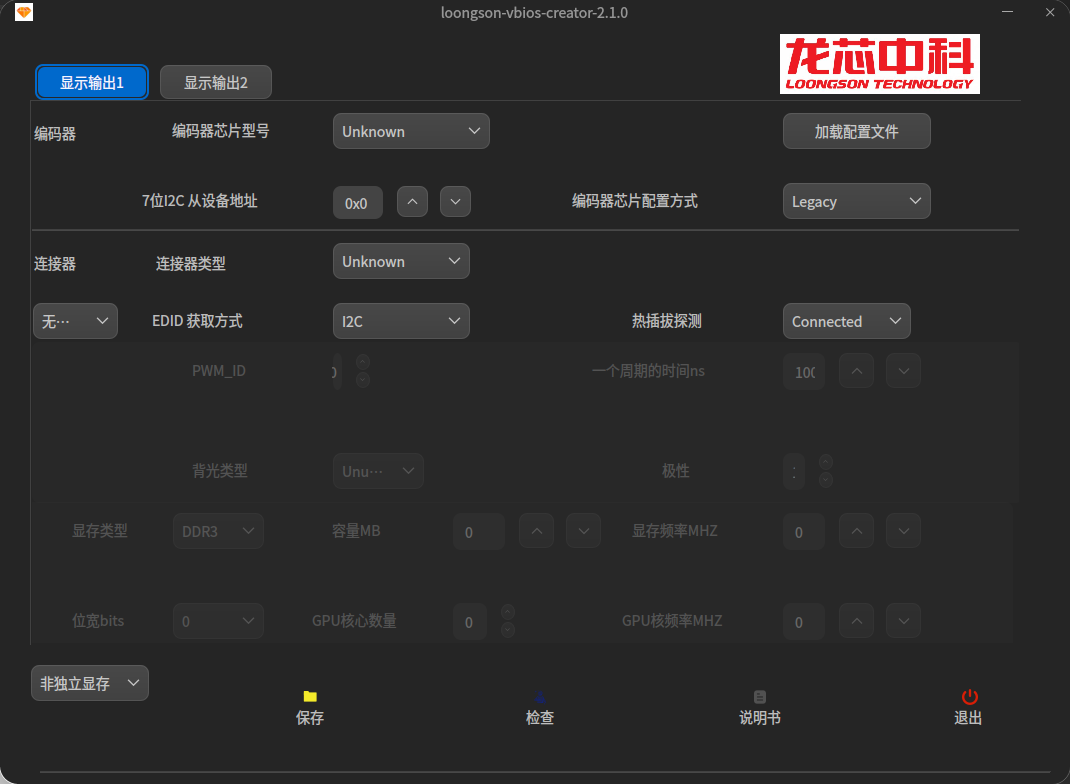 loongson-vbios-creator-2.1.0
龙芯中科
LOONGSON TECHNOLOGY
显示输出1 显示输出2
编码器 编码器芯片型号 Unknown 加载配置文件
7位I2C 从设备地址 0x0 编码器芯片配置方式 Legacy
连接器 连接器类型 Unknown
无… EDID 获取方式 I2C 热插拔探测 Connected
PWM_ID 一个周期的时间ns 100
背光类型 Unu… 极性 :
显存类型 DDR3 容量MB 0 显存频率MHZ 0
位宽bits 0 GPU核心数量 0 GPU核频率MHZ 0
非独立显存
保存 检查 说明书 退出